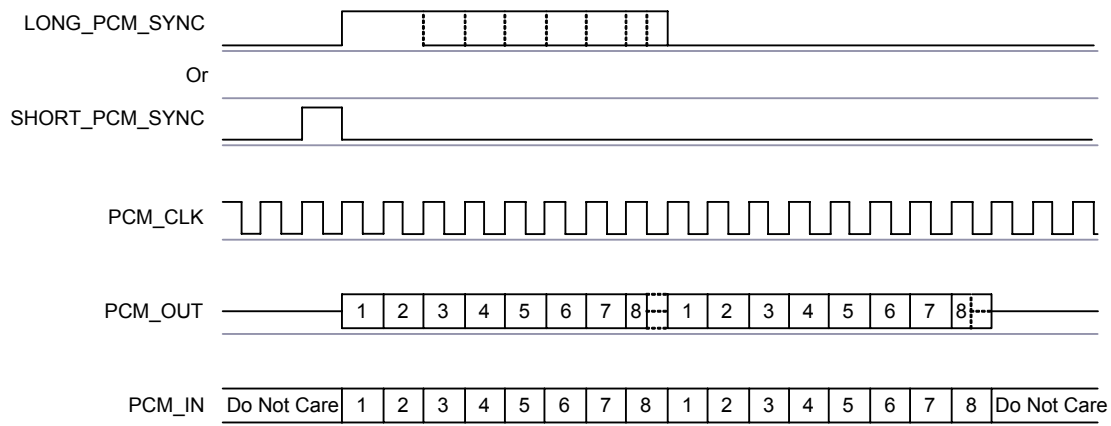 LONG_PCM_SYNC
Or
SHORT_PCM_SYNC
PCM_CLK
PCM_OUT 1 2 3 4 5 6 7 8 1 2 3 4 5 6 7 8
PCM_IN Do Not Care 1 2 3 4 5 6 7 8 1 2 3 4 5 6 7 8 Do Not Care